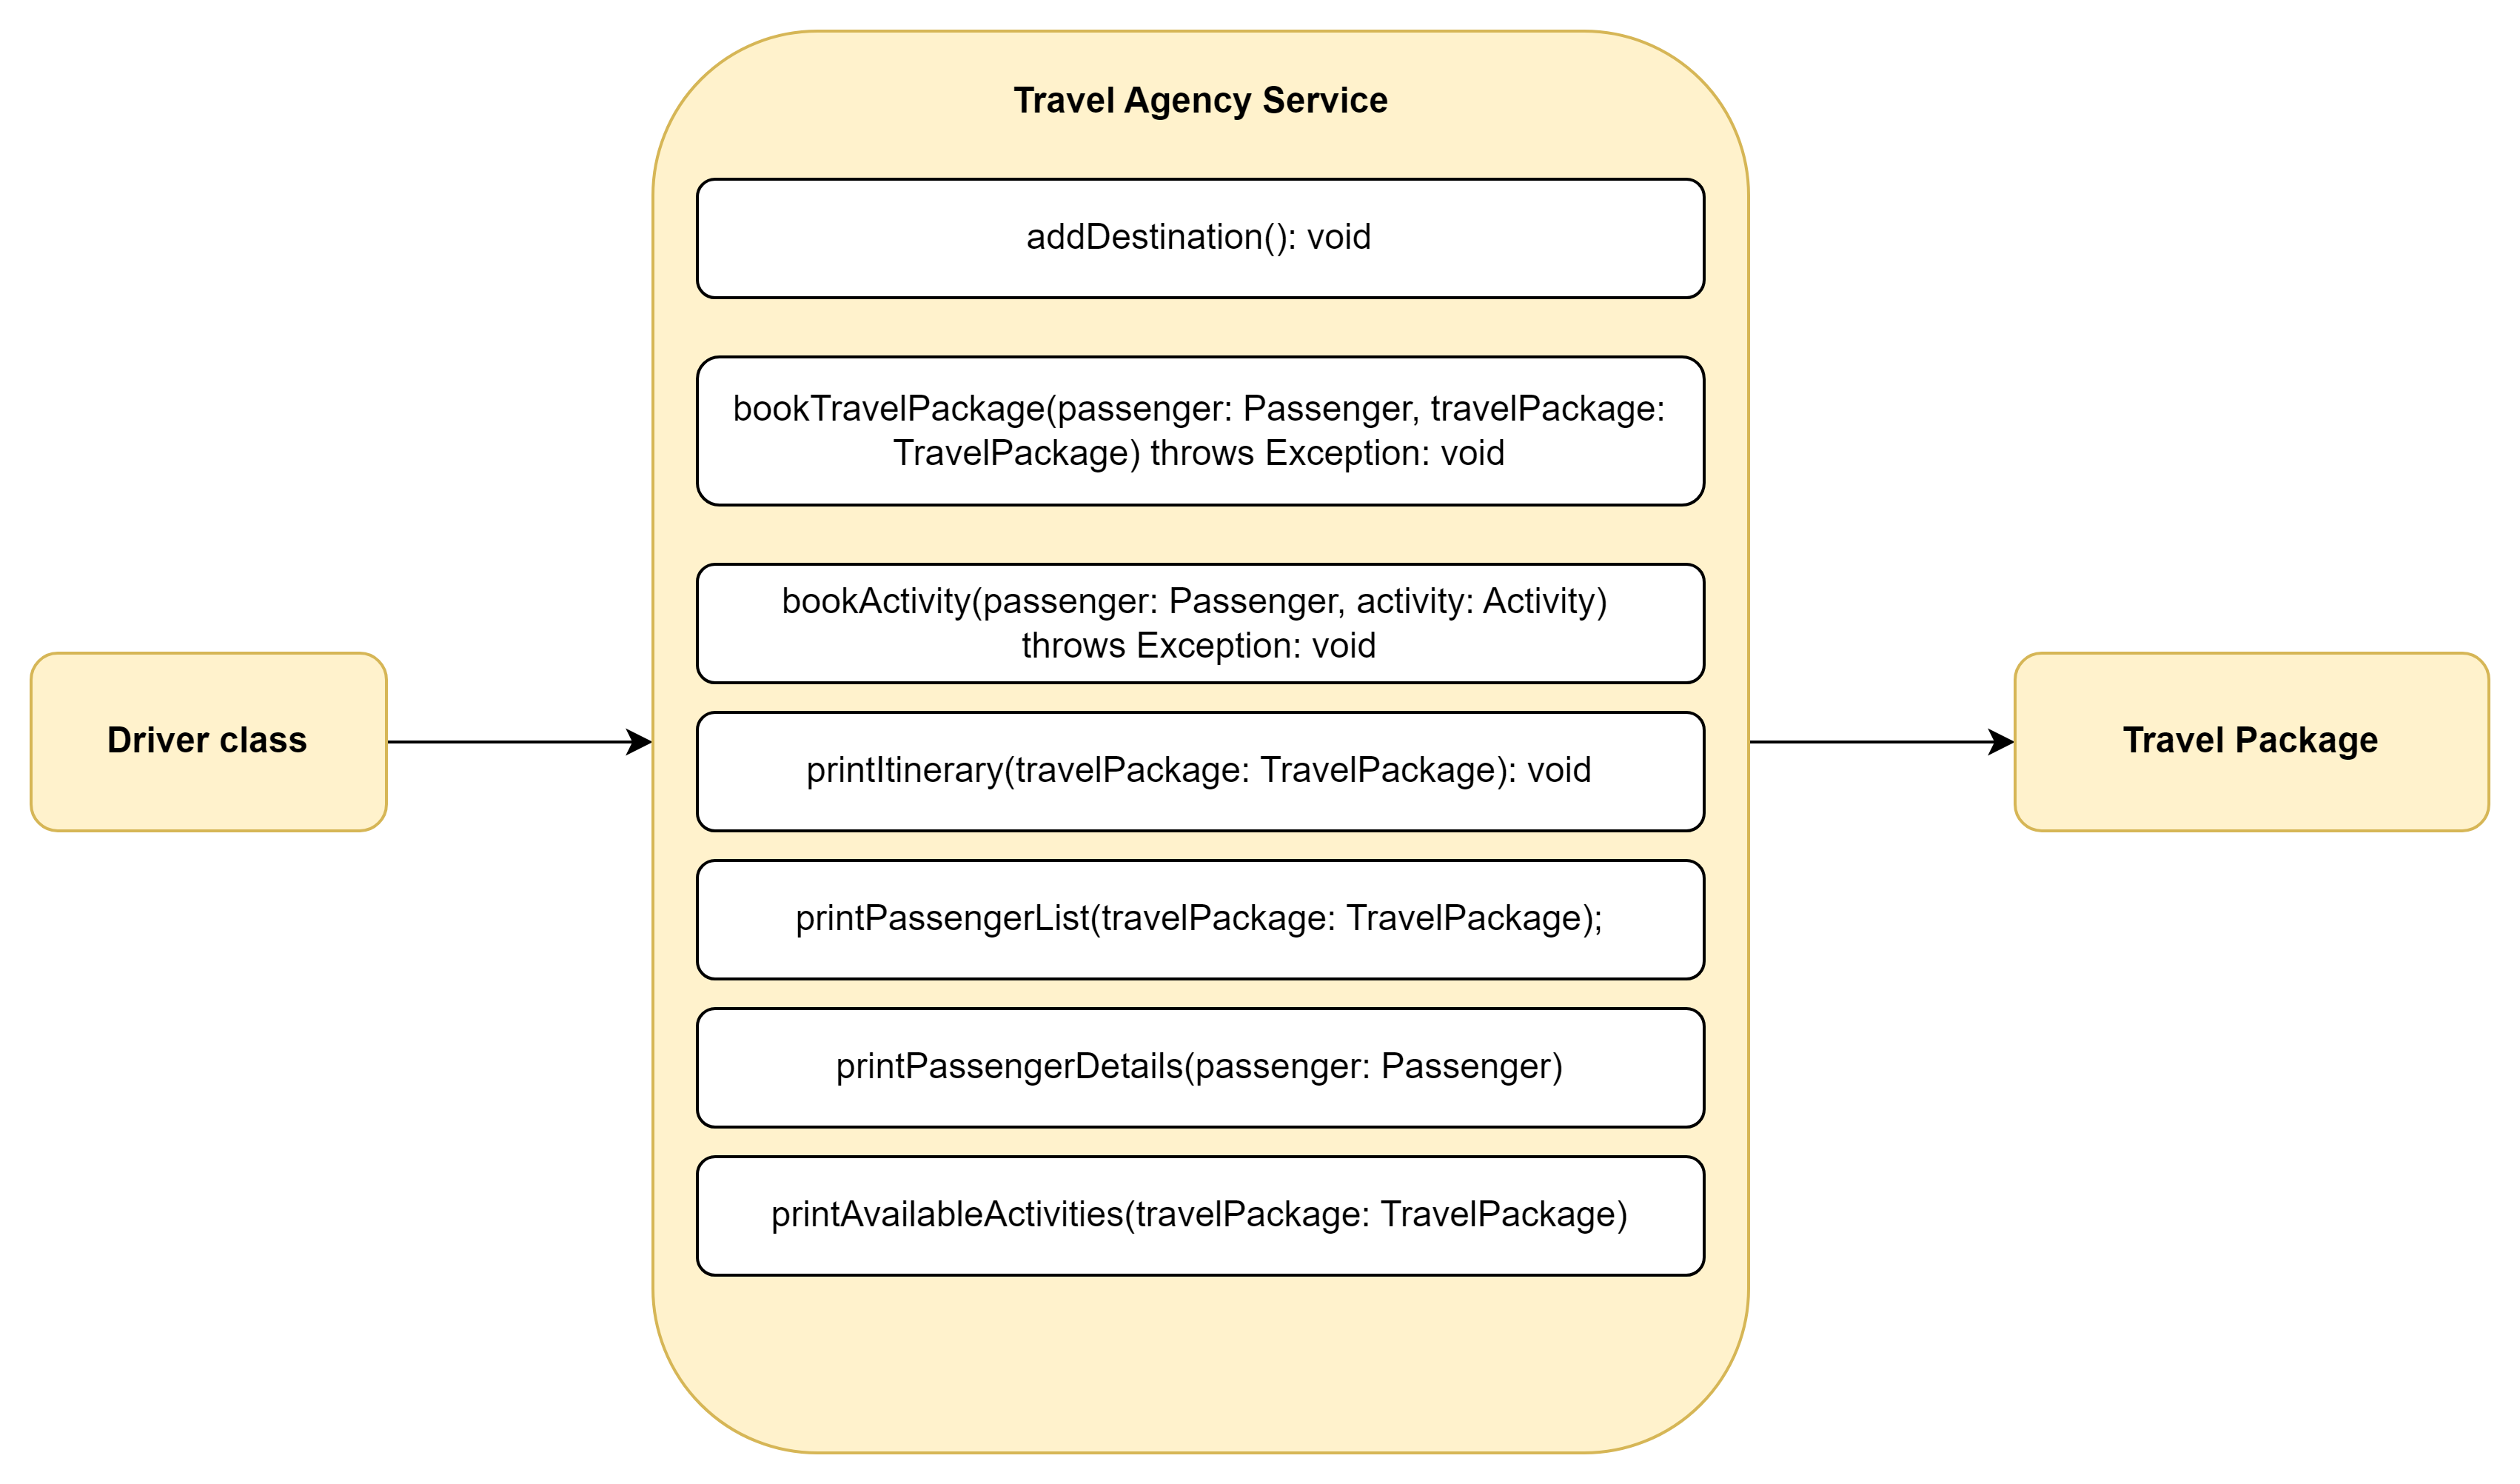 Travel Agency Service
addDestination(): void
bookTravelPackage(passenger: Passenger, travelPackage:
TravelPackage) throws Exception: void
bookActivity(passenger: Passenger, activity: Activity)
throws Exception: void
Driver class
printItinerary(travelPackage: TravelPackage): void
Travel Package
printPassengerList(travelPackage: TravelPackage);
printPassengerDetails(passenger: Passenger)
printAvailableActivities(travelPackage: TravelPackage)